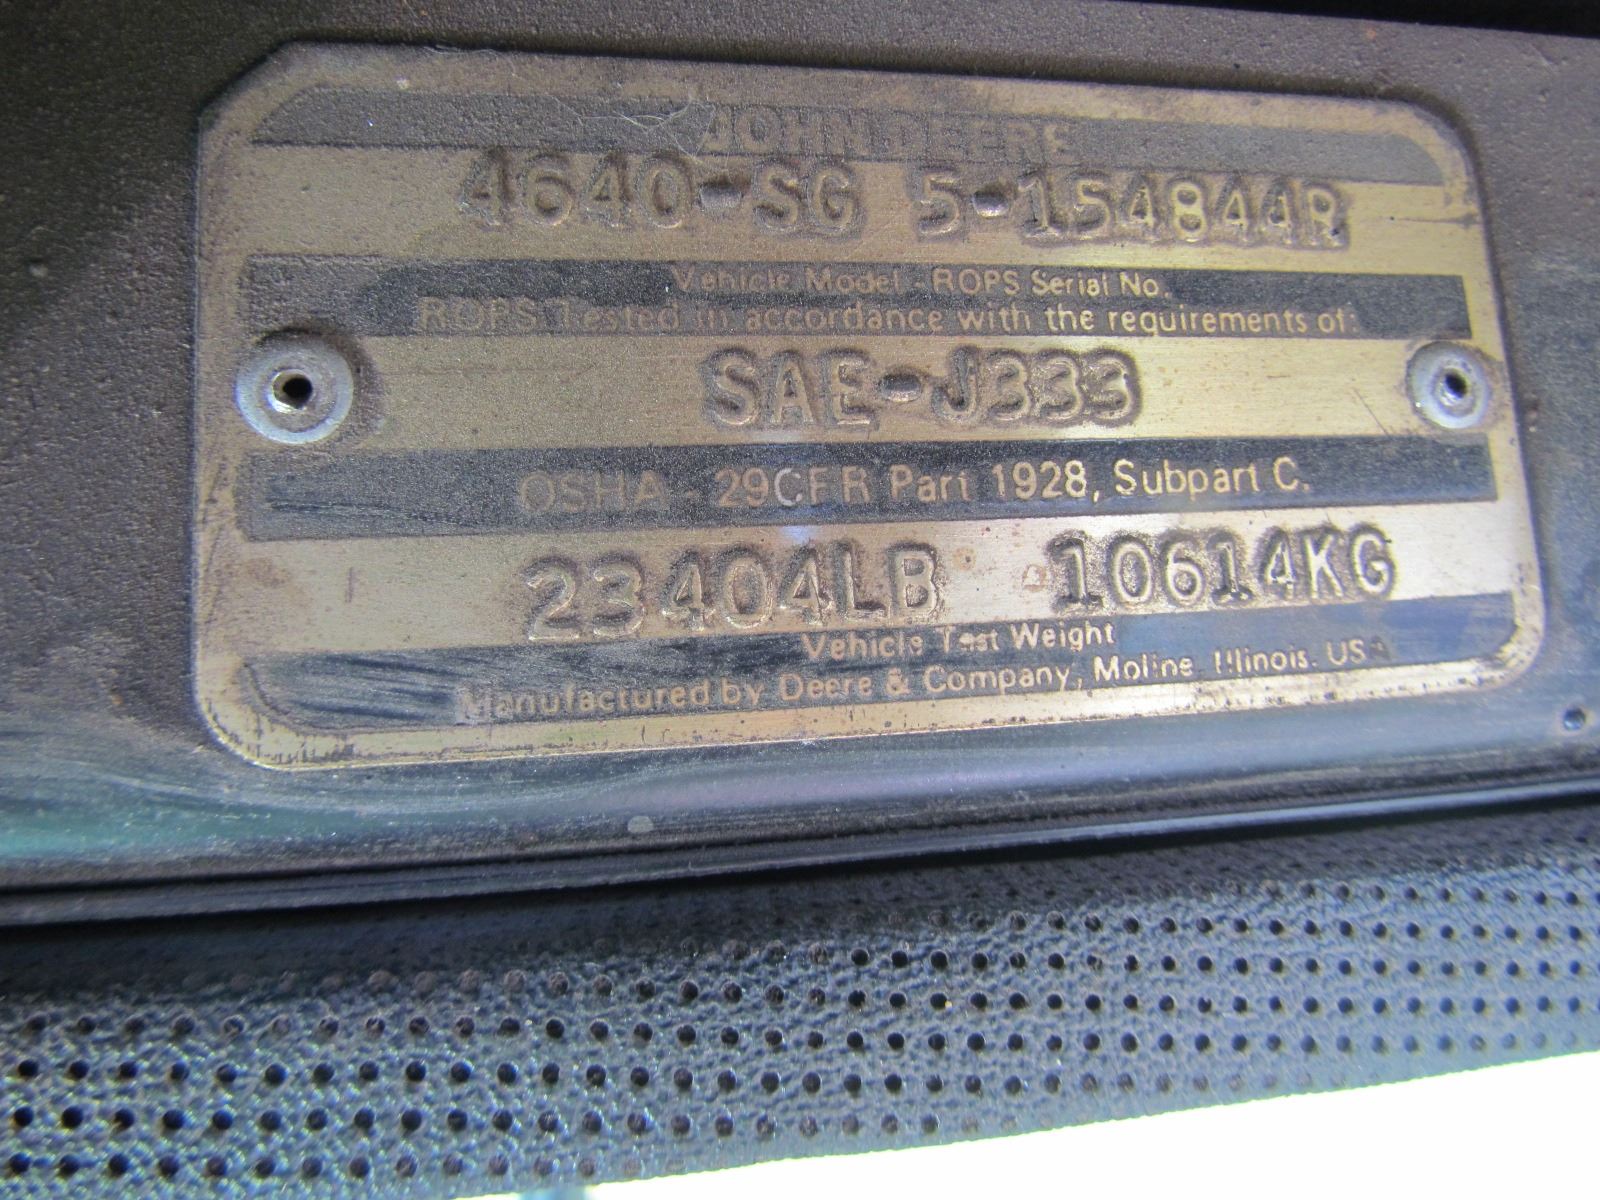 JOHN DEERE
4640-SG 5-154844R
Vehicle Model - ROPS Serial No.
ROPS Tested in accordance with the requirements of:
SAE-J333
OSHA - 29CFR Part 1928, Subpart C.
23404LB 10614KG
Vehicle Test Weight
Manufactured by Deere & Company, Moline Illinois. USA